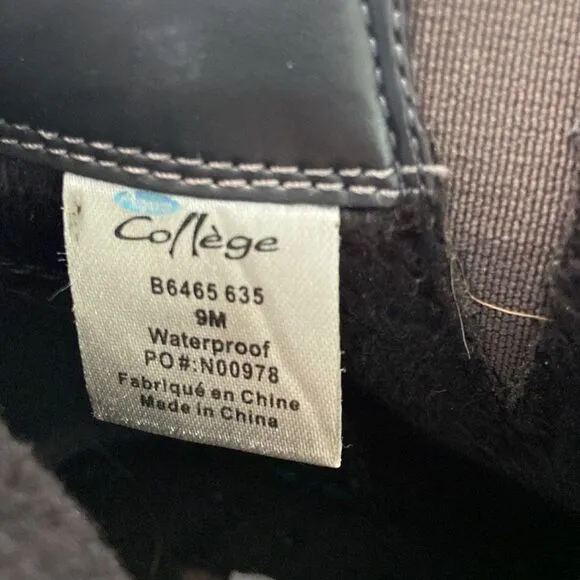 Collège
B6465 635
9M
Waterproof
PO#:N00978
Fabriqué en Chine
Made in China